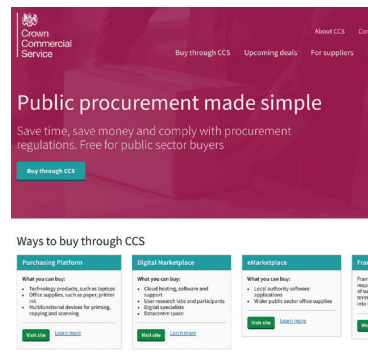 Crown
Commercial
Service
About CCS
Buy through CCS Upcoming deals For suppliers
Public procurement made simple
Save time, save money and comply with procurement
regulations. Free for public sector buyers
Buy through CCS
Ways to buy through CCS
Purchasing Platform
What you can buy:
Technology products, such as laptops
Office supplies, such as paper, printer
ink
Multifunctional devices for printing,
copying and scanning
Visit site Learn more
Digital Marketplace
What you can buy:
Cloud hosting, software and
support
User research labs and participants
Digital specialists
Datacentre space
Visit site Learn more
eMarketplace
What you can buy:
Local authority software
applications
Wider public sector office supplies
Visit site Learn more